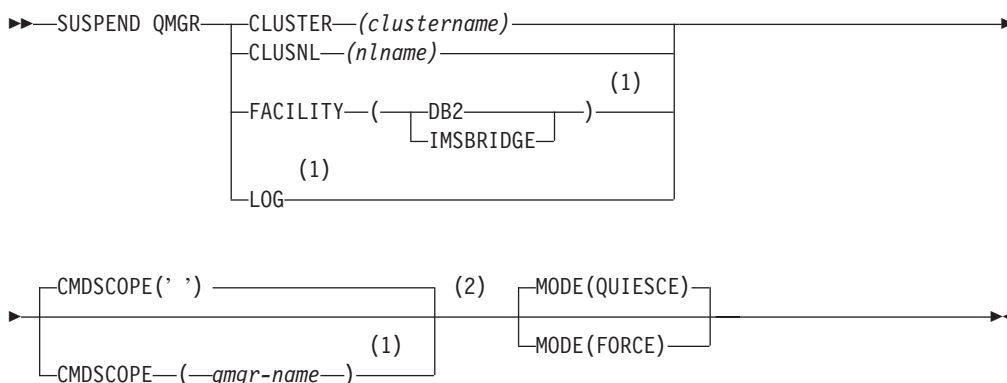 SUSPEND QMGR CLUSTER (clustername)
CLUSNL (nlname)
(1)
FACILITY ( DB2 )
IMSBRIDGE
(1)
LOG
CMDSCOPE(’ ’) (2) MODE(QUIESCE)
(1) MODE(FORCE)
CMDSCOPE ( qmgr-name )